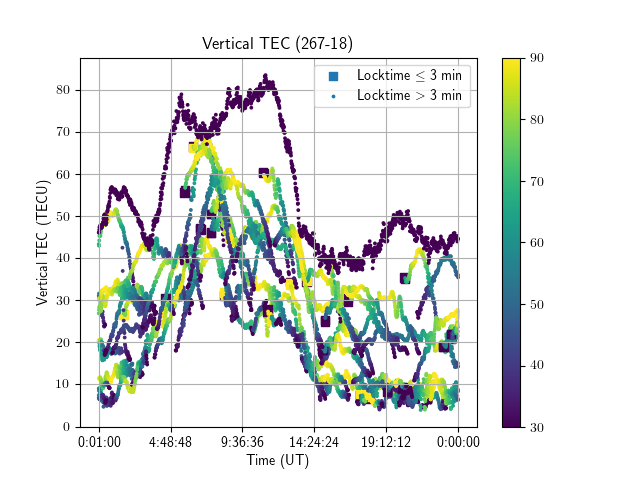 Vertical TEC (267-18)
Locktime ≤ 3 min
Locktime > 3 min
Vertical TEC (TECU)
80
70
60
50
40
30
20
10
0
0:01:00 4:48:48 9:36:36 14:24:24 19:12:12 0:00:00
Time (UT)
90
80
70
60
50
40
30